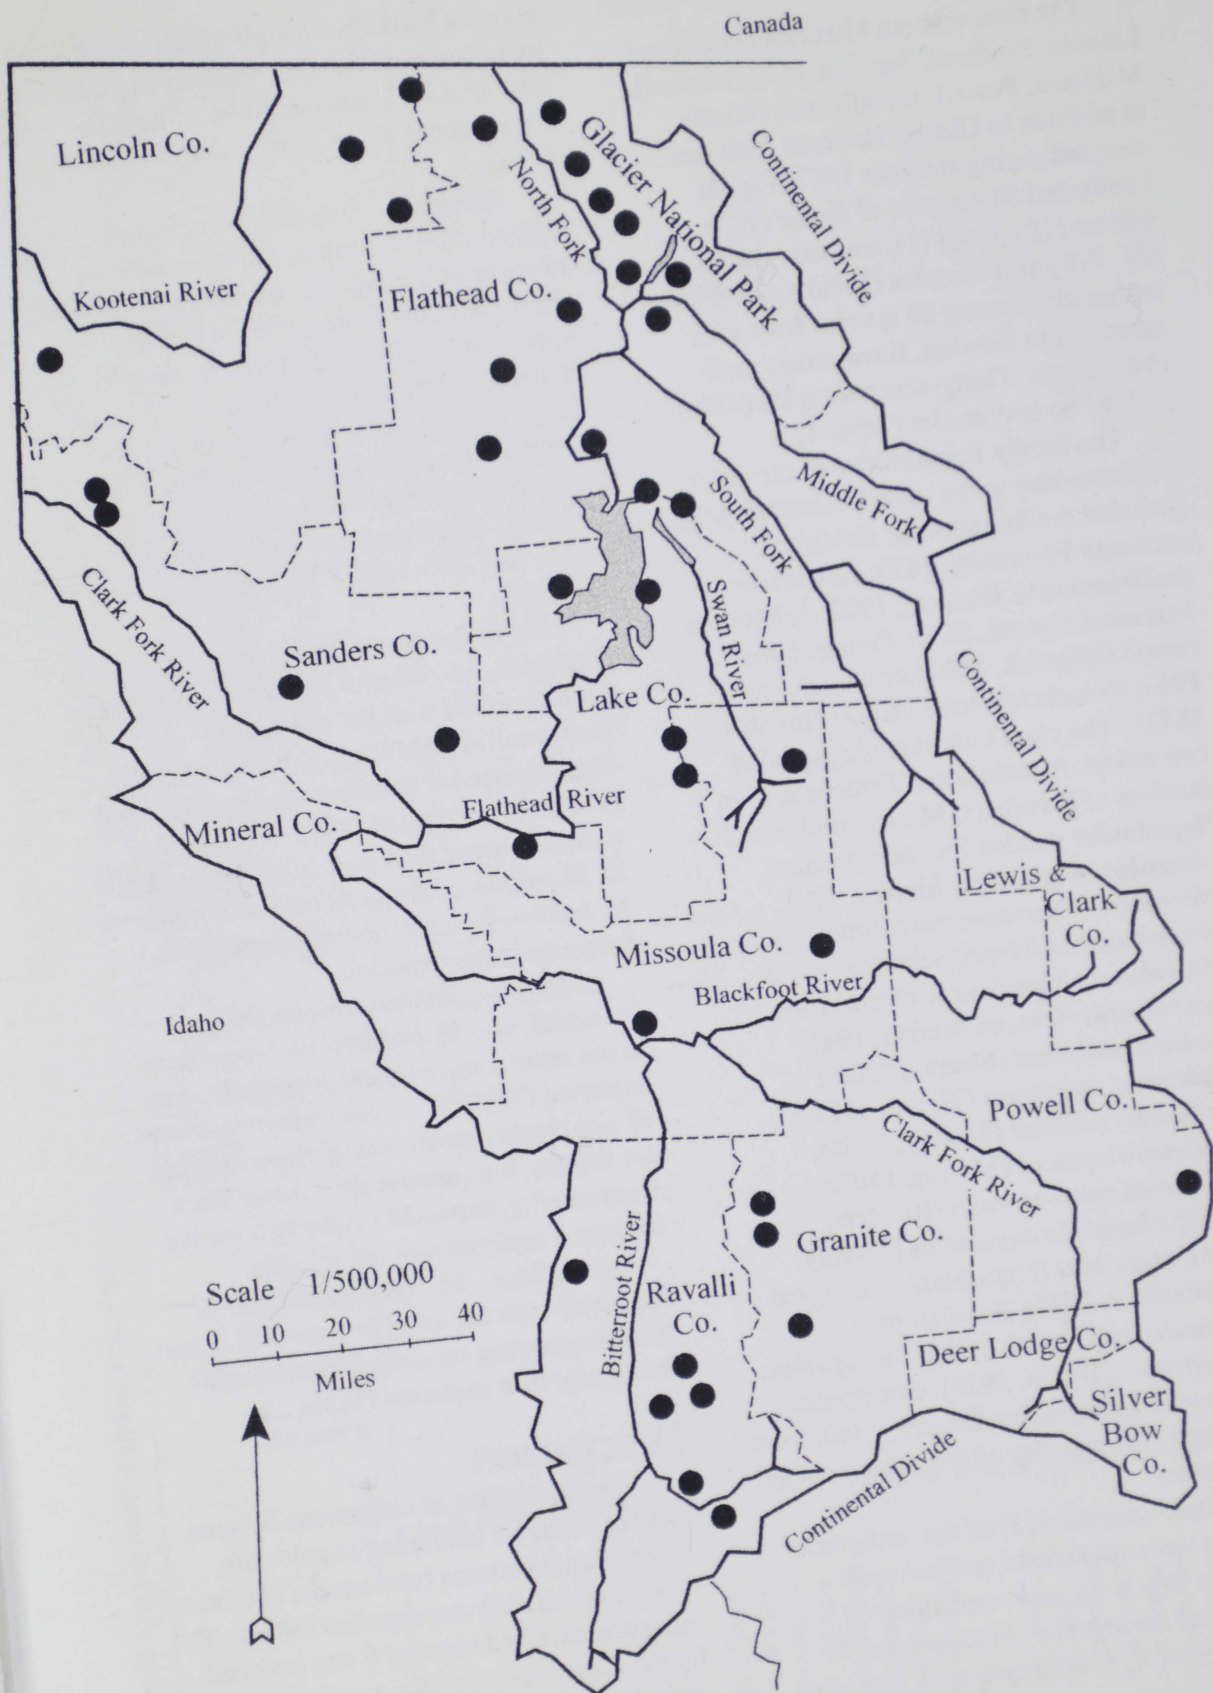 Canada
Lincoln Co.
Glacier National Park
Continental Divide
North Fork
Kootenai River
Flathead Co.
Middle Fork
South Fork
Clark Fork River
Swan River
Sanders Co.
Lake Co.
Continental Divide
Flathead River
Mineral Co.
Lewis &
Clark
Co.
Missoula Co.
Blackfoot River
Idaho
Powell Co.
Clark Fork River
Granite Co.
Bitterroot River
Ravalli
Co.
Scale 1/500,000
0 10 20 30 40
Miles
Deer Lodge Co.
Silver
Bow
Co.
Continental Divide